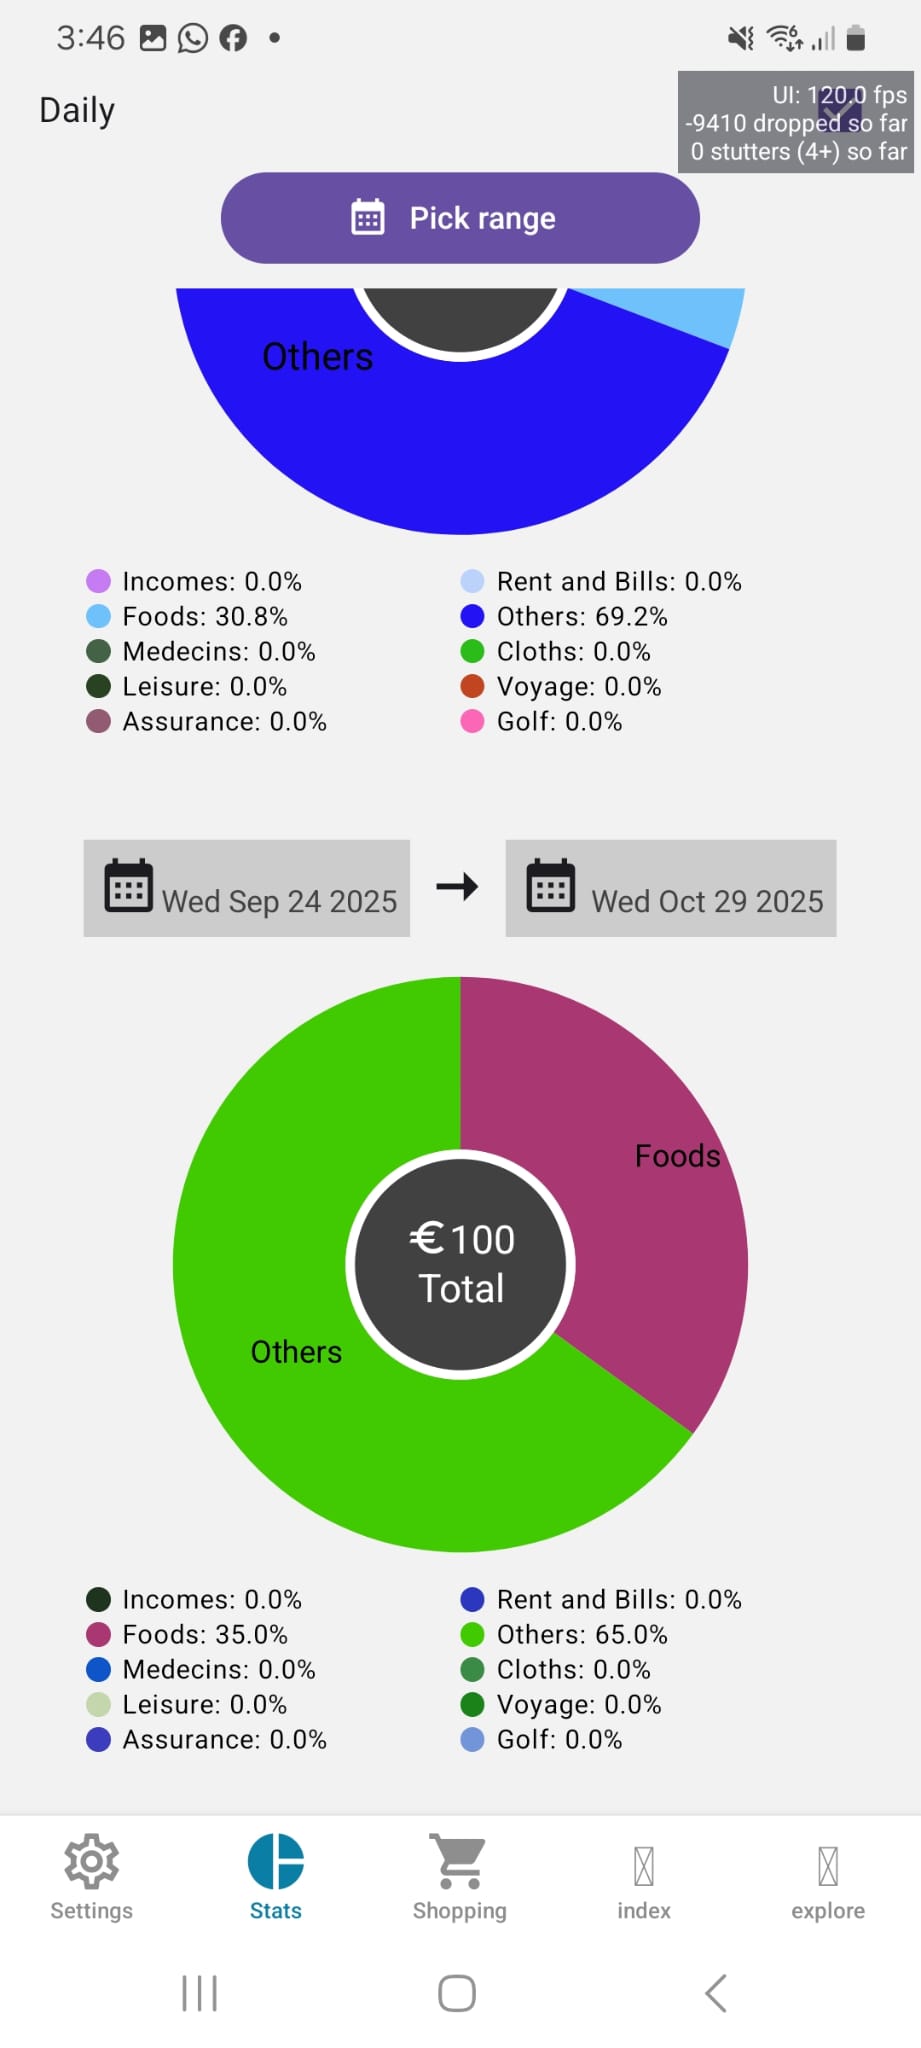 3:46
UI: 120.0 fps
-9410 dropped so far
0 stutters (4+) so far
Daily
Pick range
Others
Incomes: 0.0%
Rent and Bills: 0.0%
Foods: 30.8%
Others: 69.2%
Medecins: 0.0%
Cloths: 0.0%
Leisure: 0.0%
Voyage: 0.0%
Assurance: 0.0%
Golf: 0.0%
Wed Sep 24 2025
Wed Oct 29 2025
Foods
€100
Total
Others
Incomes: 0.0%
Rent and Bills: 0.0%
Foods: 35.0%
Others: 65.0%
Medecins: 0.0%
Cloths: 0.0%
Leisure: 0.0%
Voyage: 0.0%
Assurance: 0.0%
Golf: 0.0%
Settings
Stats
Shopping
index
explore